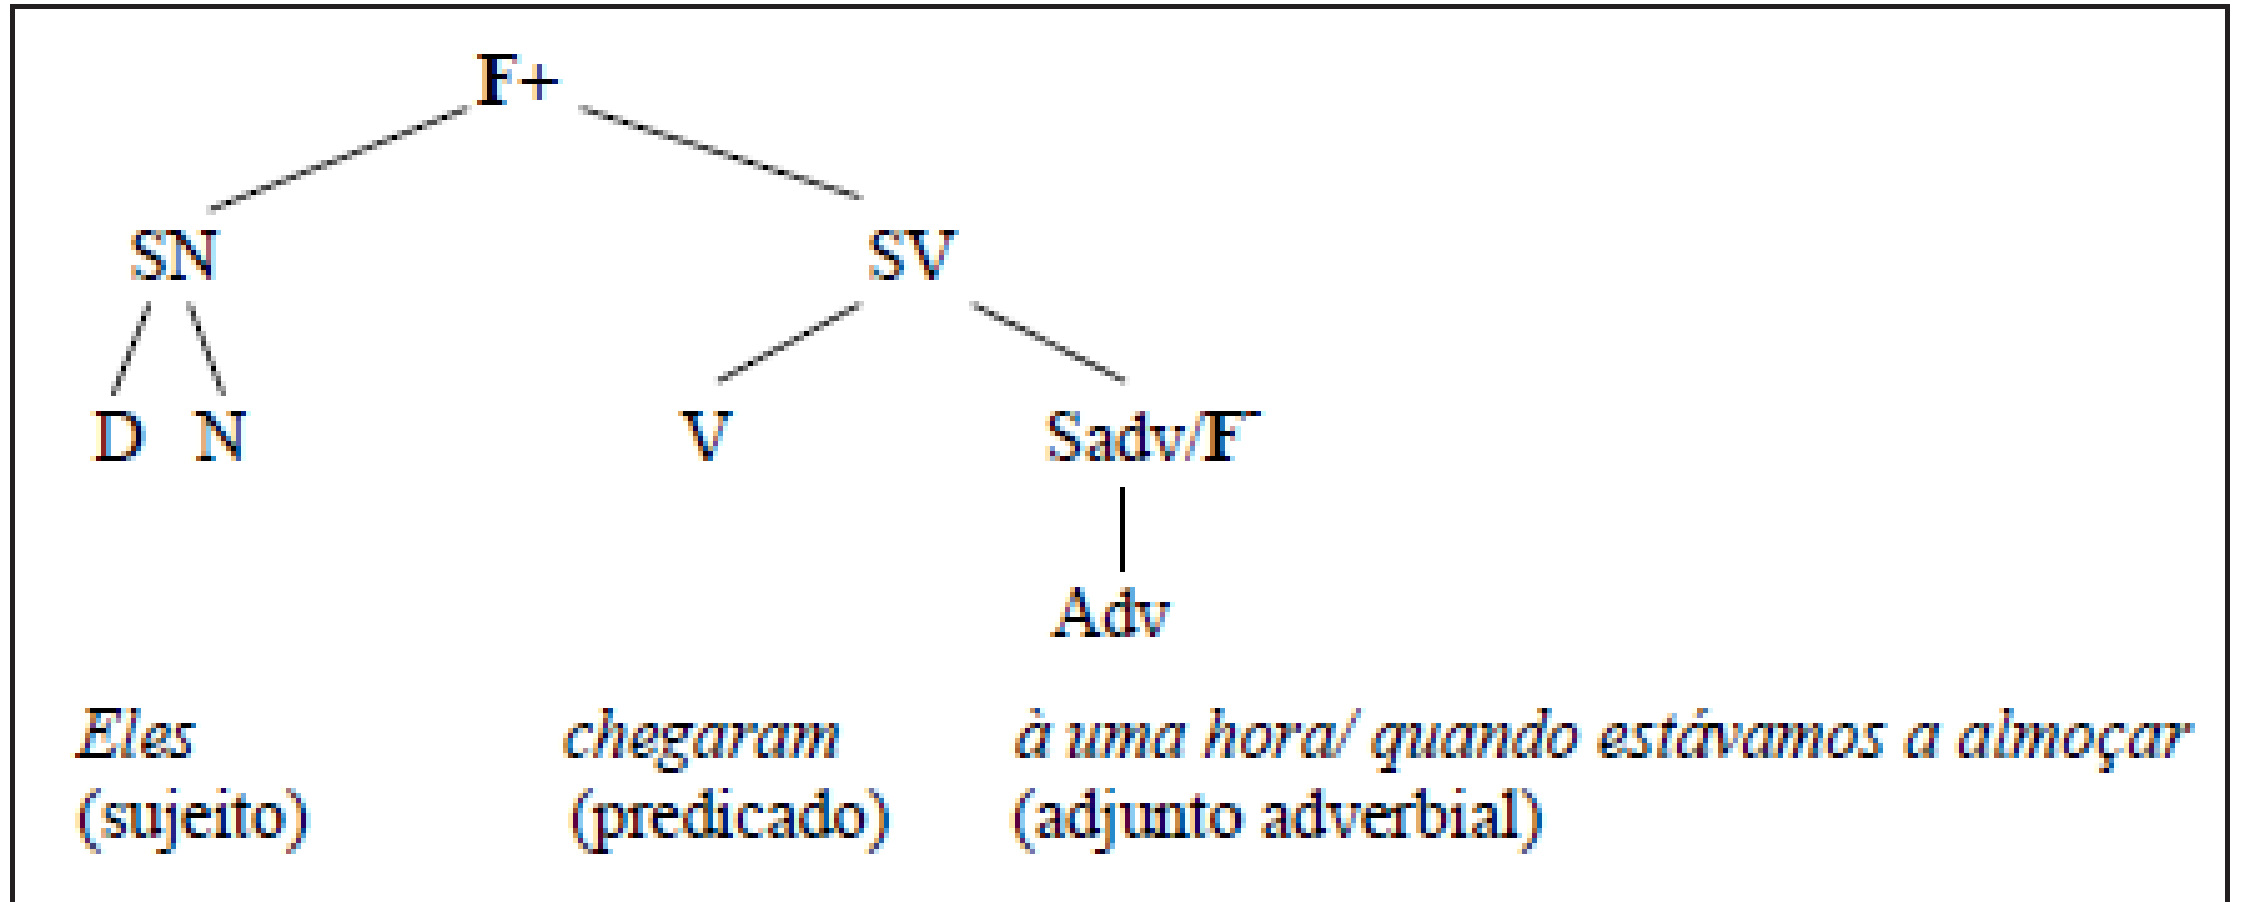 F+
SN SV
D N V Sadv/F⁻
Adv
Eles chegaram à uma hora/ quando estávamos a almoçar
(sujeito) (predicado) (adjunto adverbial)